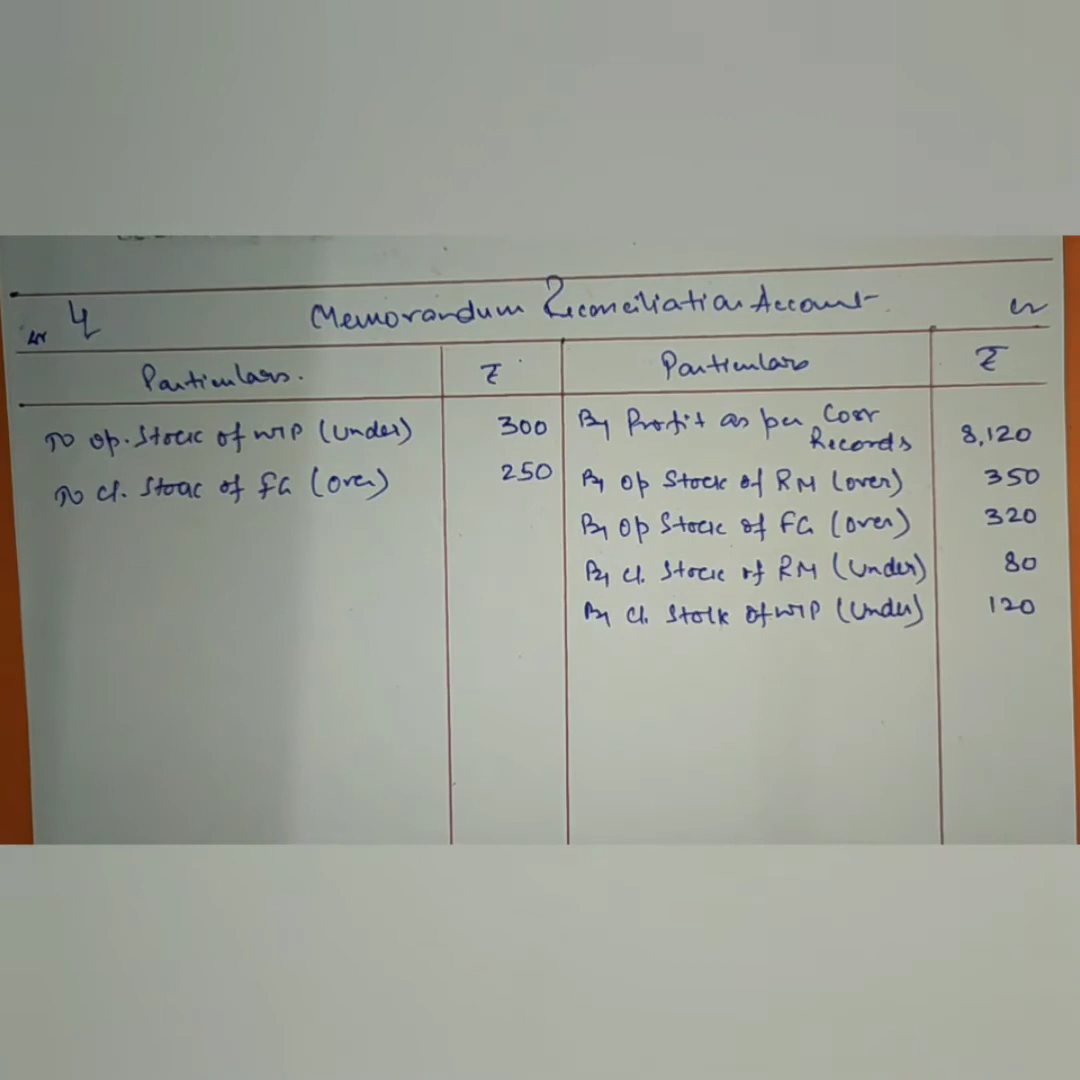 4 Memorandum Reconciliation Account
Dr Cr
Particulars. ₹ Particulars ₹
To Op. Stock of WIP (Under) 300 By Profit as per Cost
Records 8,120
To Cl. Stock of FG (Over) 250 By Op Stock of RM (Over) 350
By Op Stock of FG (Over) 320
By Cl. Stock of RM (Under) 80
By Cl. Stock of WIP (Under) 120